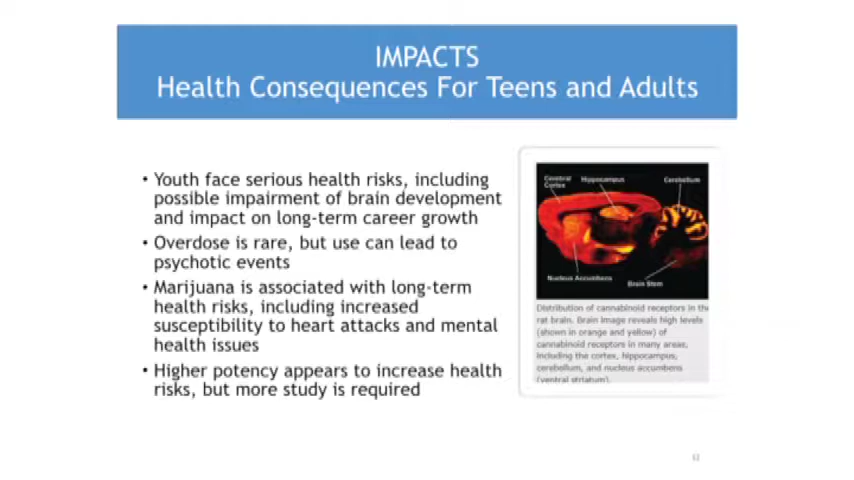 IMPACTS
Health Consequences For Teens and Adults
• Youth face serious health risks, including
possible impairment of brain development
and impact on long-term career growth
• Overdose is rare, but use can lead to
psychotic events
• Marijuana is associated with long-term
health risks, including increased
susceptibility to heart attacks and mental
health issues
• Higher potency appears to increase health
risks, but more study is required
Cerebral
Cortex
Hippocampus
Cerebellum
Nucleus Accumbens
Brain Stem
Distribution of cannabinoid receptors in the
rat brain. Brain image reveals high levels
(shown in orange and yellow) of
cannabinoid receptors in many areas,
including the cortex, hippocampus,
cerebellum, and nucleus accumbens
(ventral striatum).